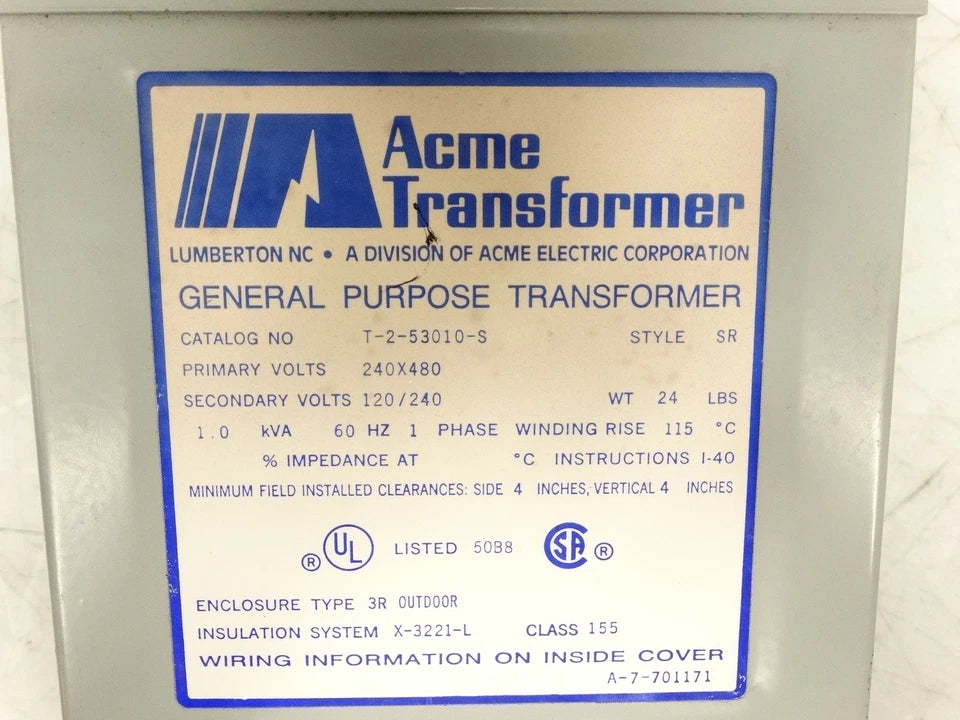 Acme
Transformer
LUMBERTON NC • A DIVISION OF ACME ELECTRIC CORPORATION
GENERAL PURPOSE TRANSFORMER
CATALOG NO T-2-53010-S STYLE SR
PRIMARY VOLTS 240X480
SECONDARY VOLTS 120/240 WT 24 LBS
1.0 kVA 60 HZ 1 PHASE WINDING RISE 115 °C
% IMPEDANCE AT °C INSTRUCTIONS I-40
MINIMUM FIELD INSTALLED CLEARANCES: SIDE 4 INCHES, VERTICAL 4 INCHES
® UL LISTED 50B8 SA ®
ENCLOSURE TYPE 3R OUTDOOR
INSULATION SYSTEM X-3221-L CLASS 155
WIRING INFORMATION ON INSIDE COVER
A-7-701171